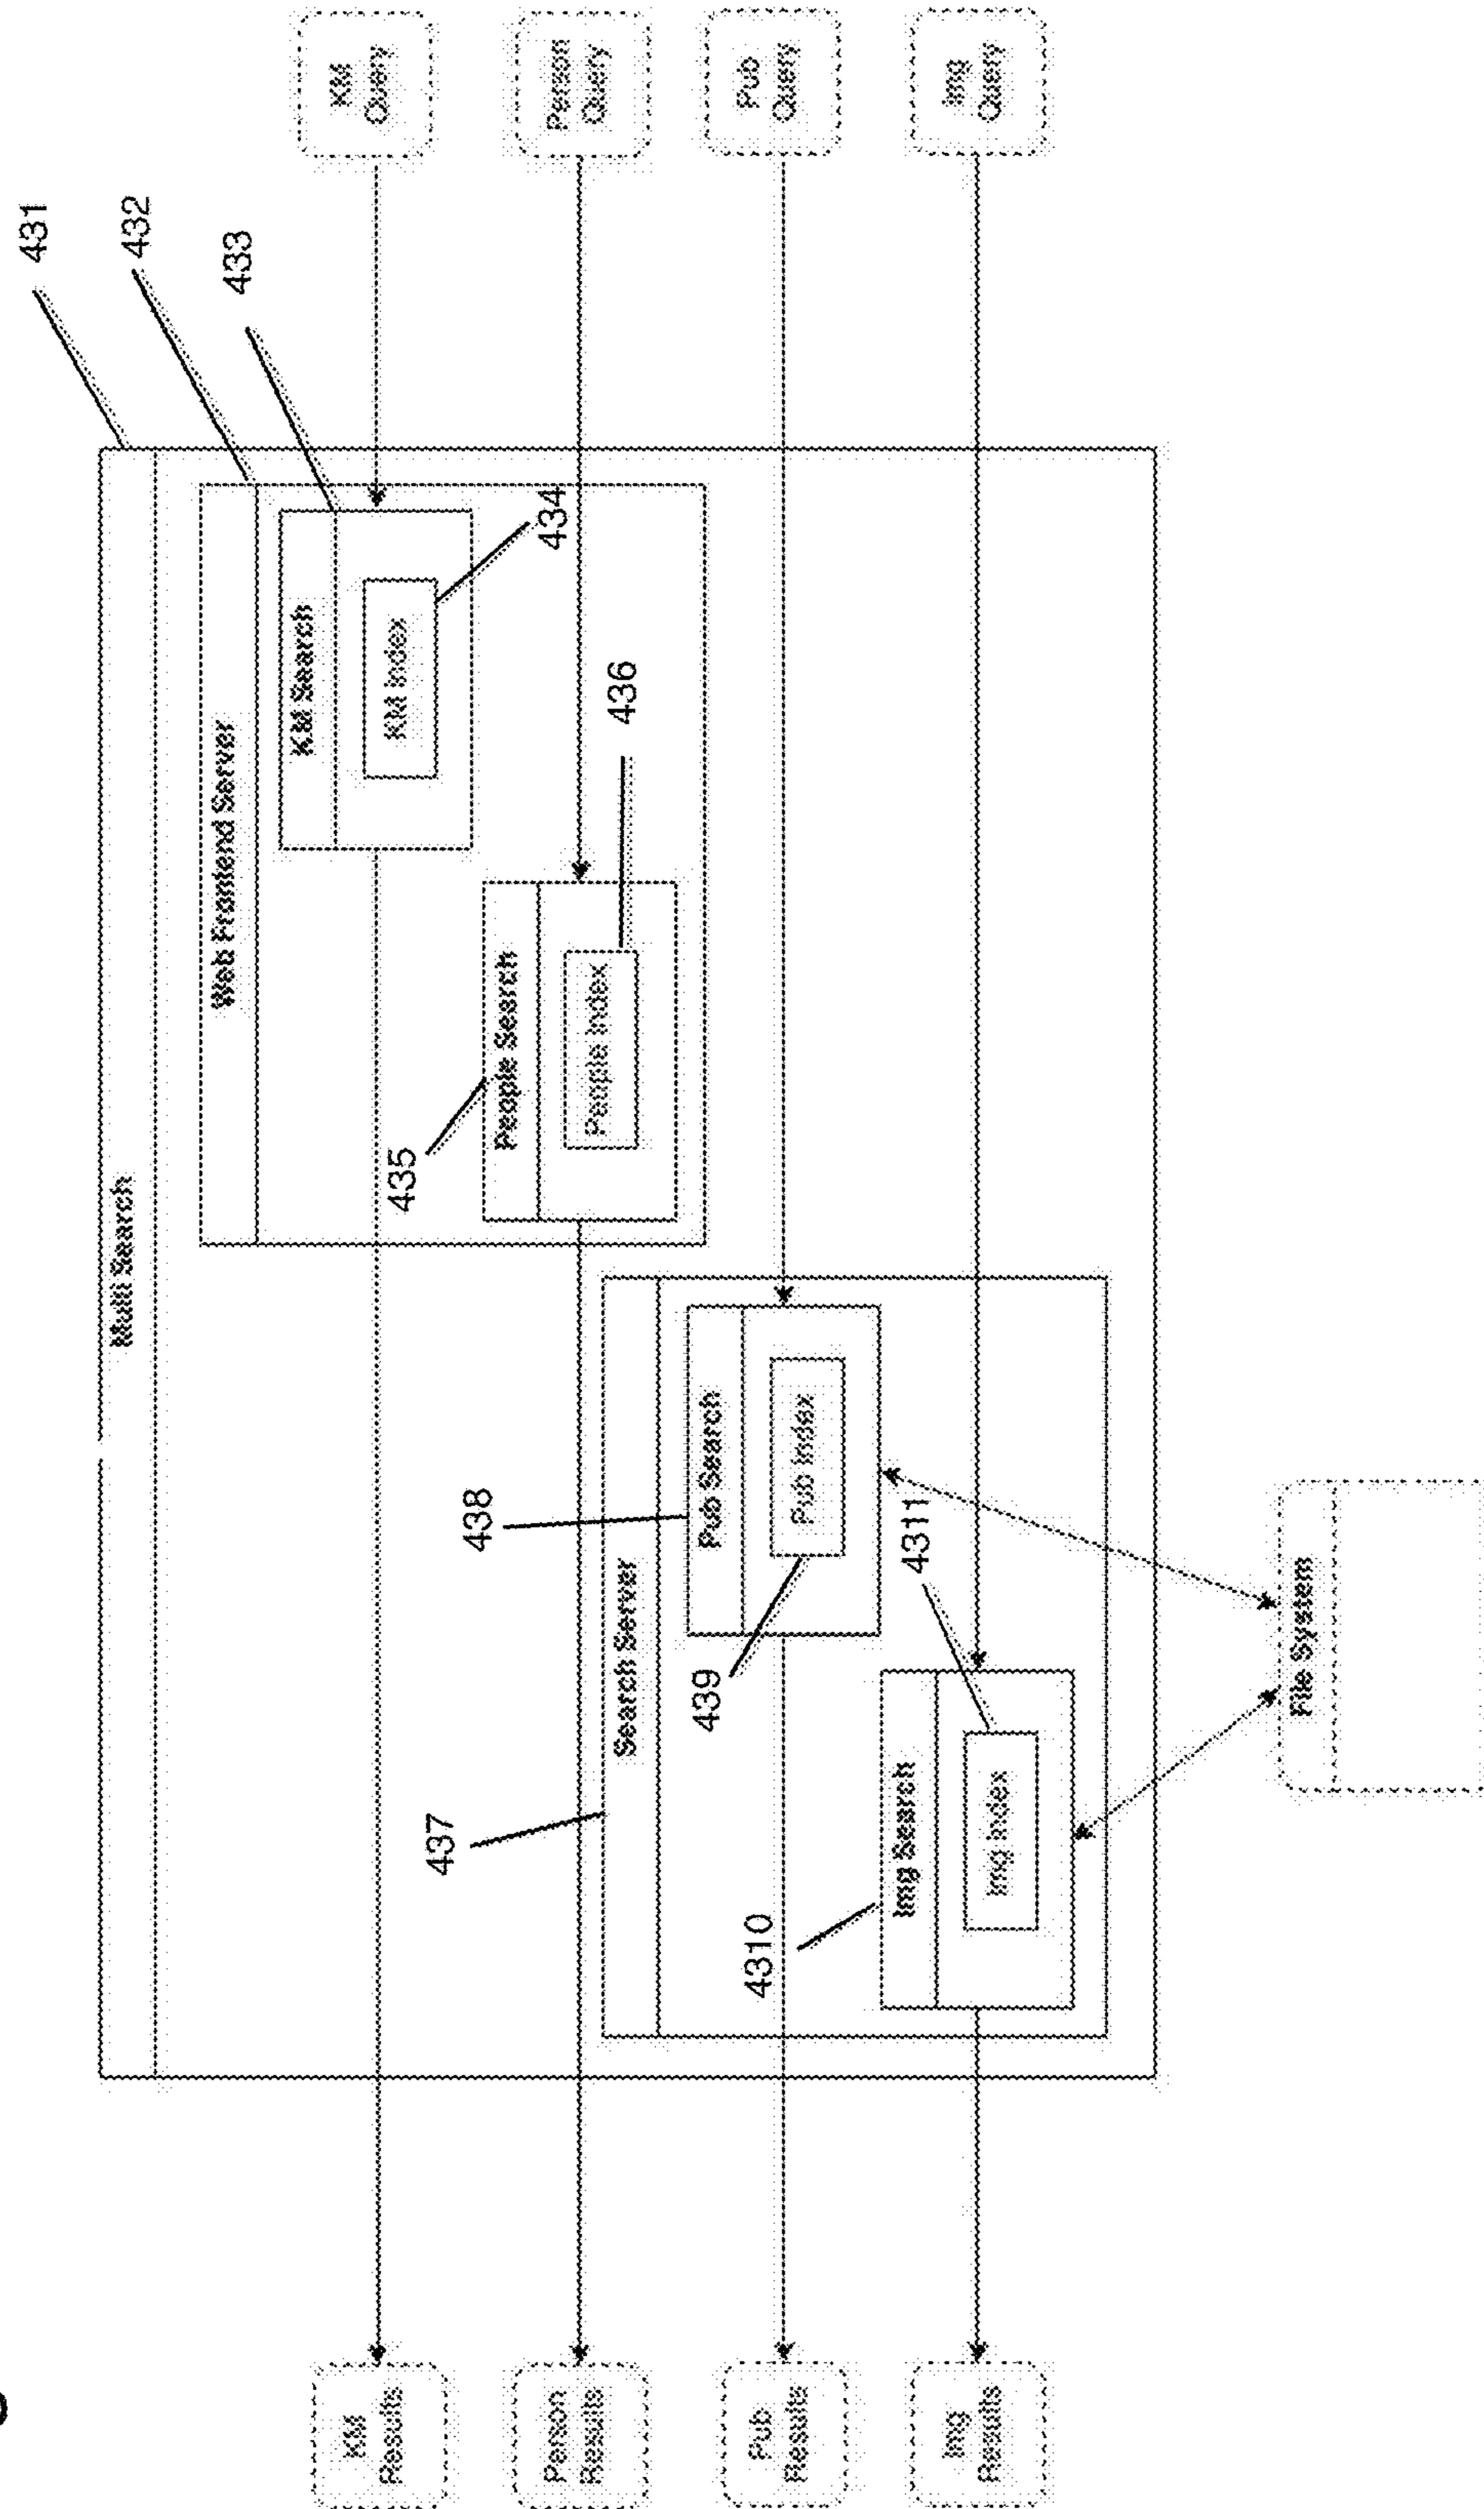 431
432
433
Multi Search
Web Frontend Server
KM Search
KM Index
434
435
People Search
People Index
436
437
Search Server
438
Pub Search
Pub Index
439
4310
Img Search
Img Index
4311
File System
KM
Query
Person
Query
Pub
Query
Img
Query
KM
Results
Person
Results
Pub
Results
Img
Results